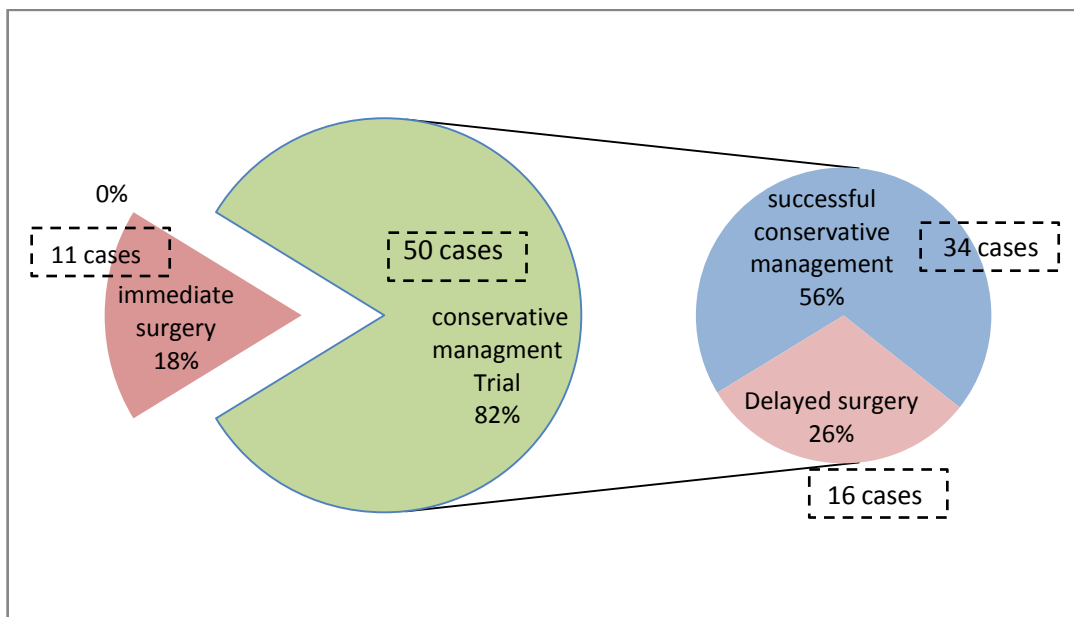 0%
11 cases
immediate
surgery
18%
50 cases
conservative
managment
Trial
82%
successful
conservative
management
56%
34 cases
Delayed surgery
26%
16 cases